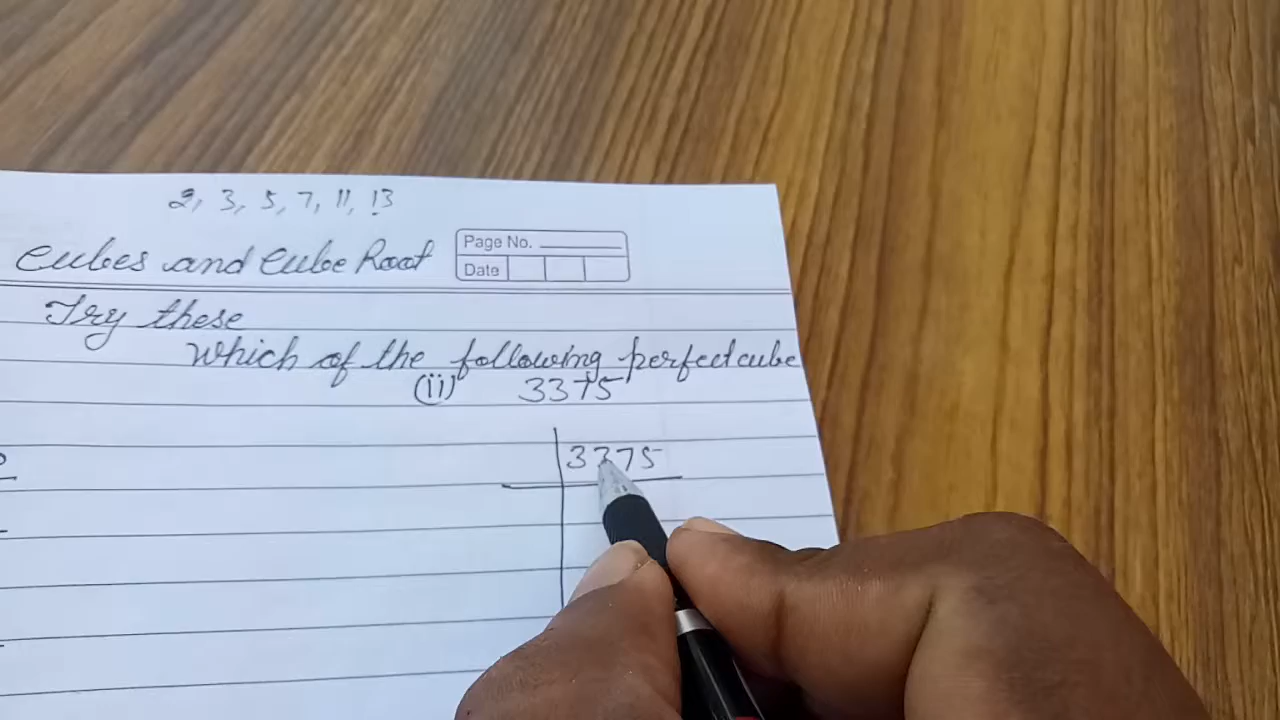 2, 3, 5, 7, 11, 13
Cubes and Cube Root
Page No.
Date
Try these
Which of the following perfect cube
(ii) 3375
3375